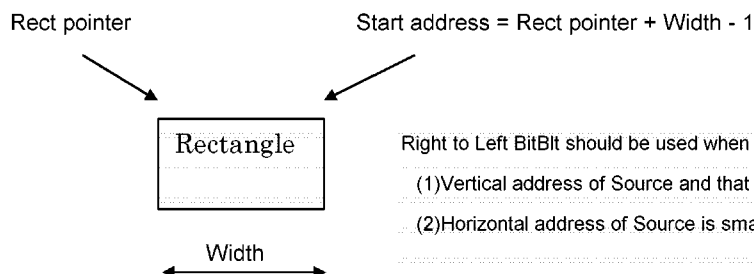 Rect pointer
Start address = Rect pointer + Width - 1
Rectangle
Right to Left BitBlt should be used when
(1)Vertical address of Source and that
(2)Horizontal address of Source is
Width